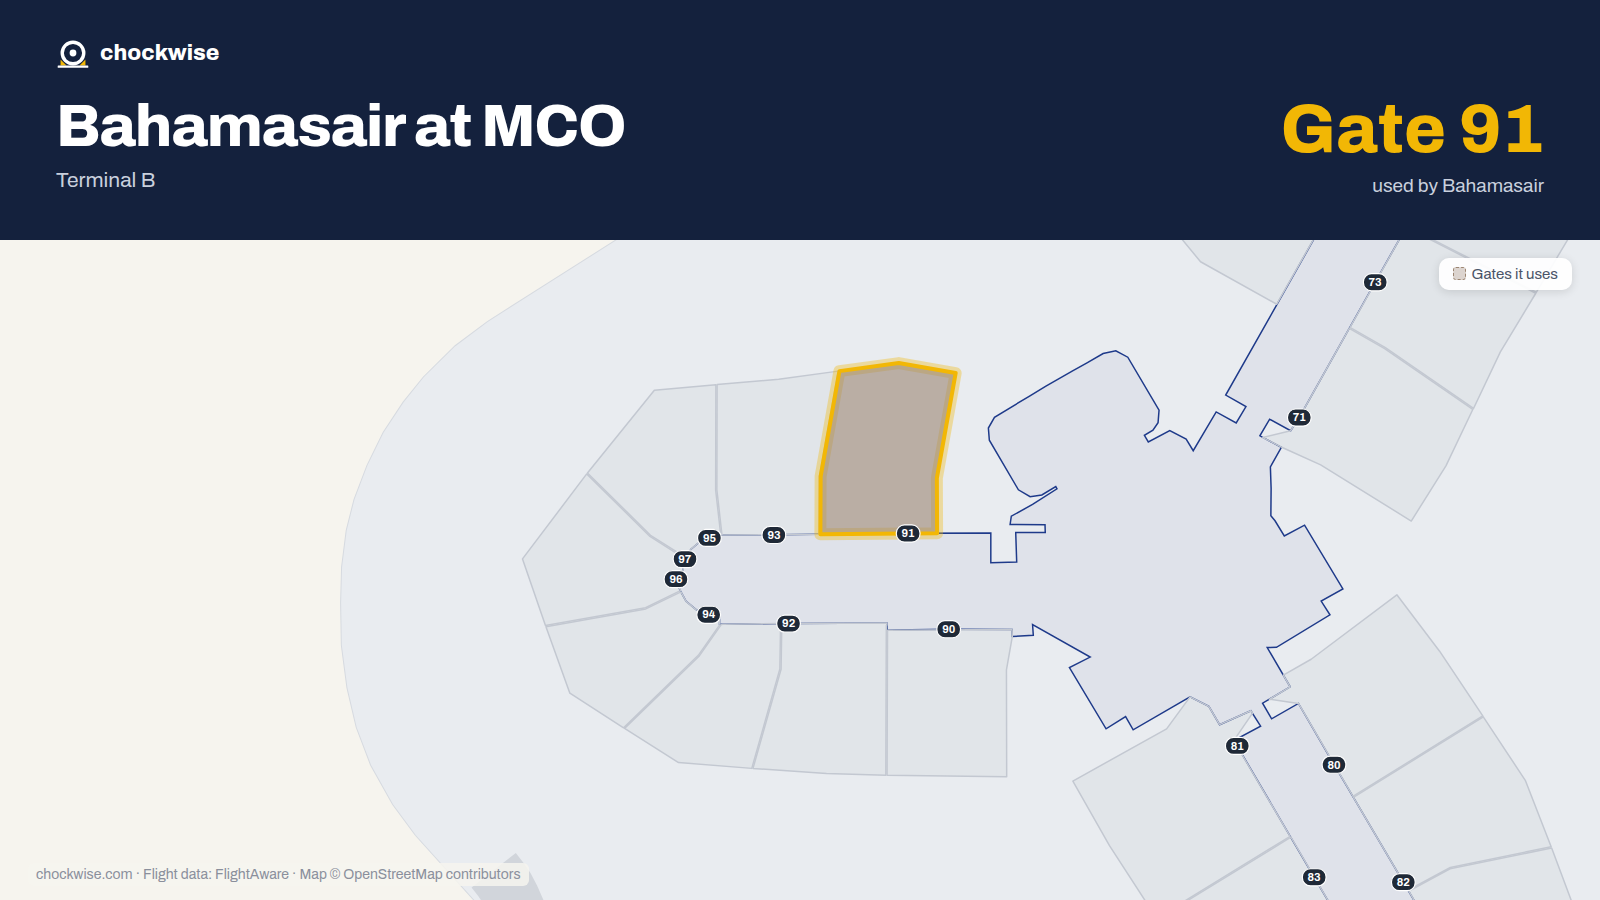 chockwise
Bahamasair at MCO
Terminal B
Gate 91
used by Bahamasair
Gates it uses
73
71
91
93
95
97
96
94
92
90
81
80
83
82
chockwise.com · Flight data: FlightAware · Map © OpenStreetMap contributors